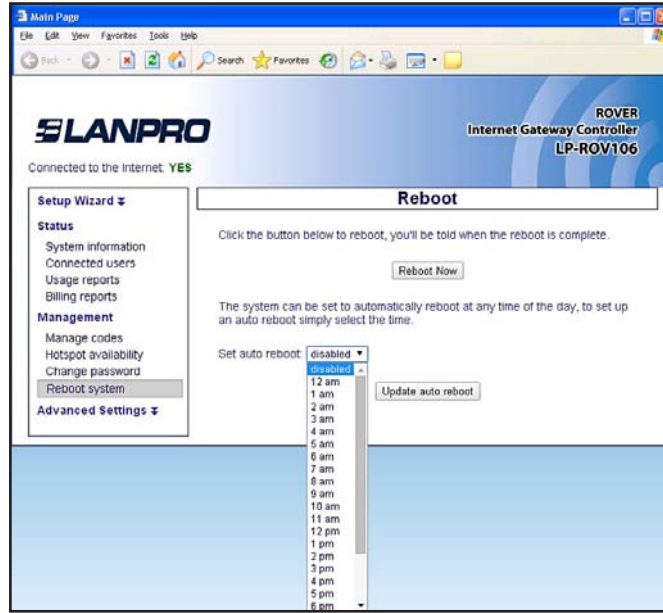 Main Page
File Edit View Favorites Tools Help
Back Search Favorites
LANPRO
ROVER
Internet Gateway Controller
LP-ROV106
Connected to the Internet: YES
Setup Wizard
Status
System information
Connected users
Usage reports
Billing reports
Management
Manage codes
Hotspot availability
Change password
Reboot system
Advanced Settings
Reboot
Click the button below to reboot, you'll be told when the reboot is complete.
Reboot Now
The system can be set to automatically reboot at any time of the day, to set up
an auto reboot simply select the time.
Set auto reboot: disabled
disabled
12 am
1 am
2 am
3 am
4 am
5 am
6 am
7 am
8 am
9 am
10 am
11 am
12 pm
1 pm
2 pm
3 pm
4 pm
5 pm
6 pm
Update auto reboot